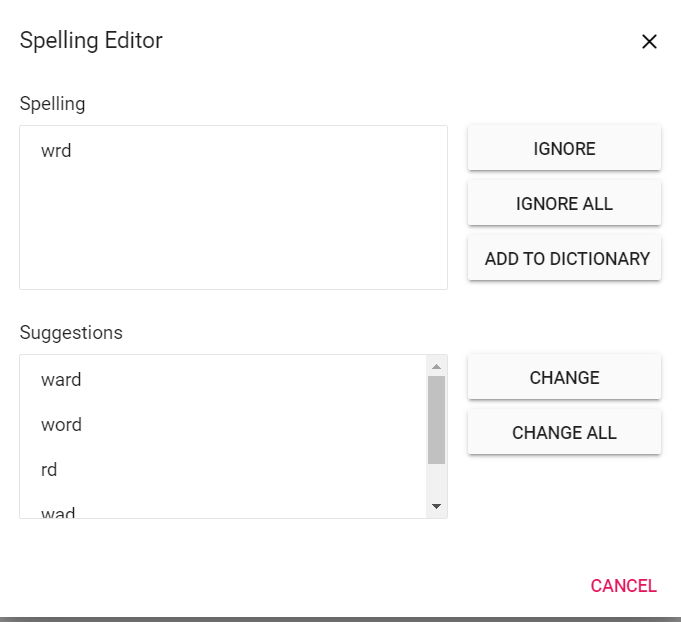 Spelling Editor
Spelling
wrd
IGNORE
IGNORE ALL
ADD TO DICTIONARY
Suggestions
ward
word
rd
wad
CHANGE
CHANGE ALL
CANCEL